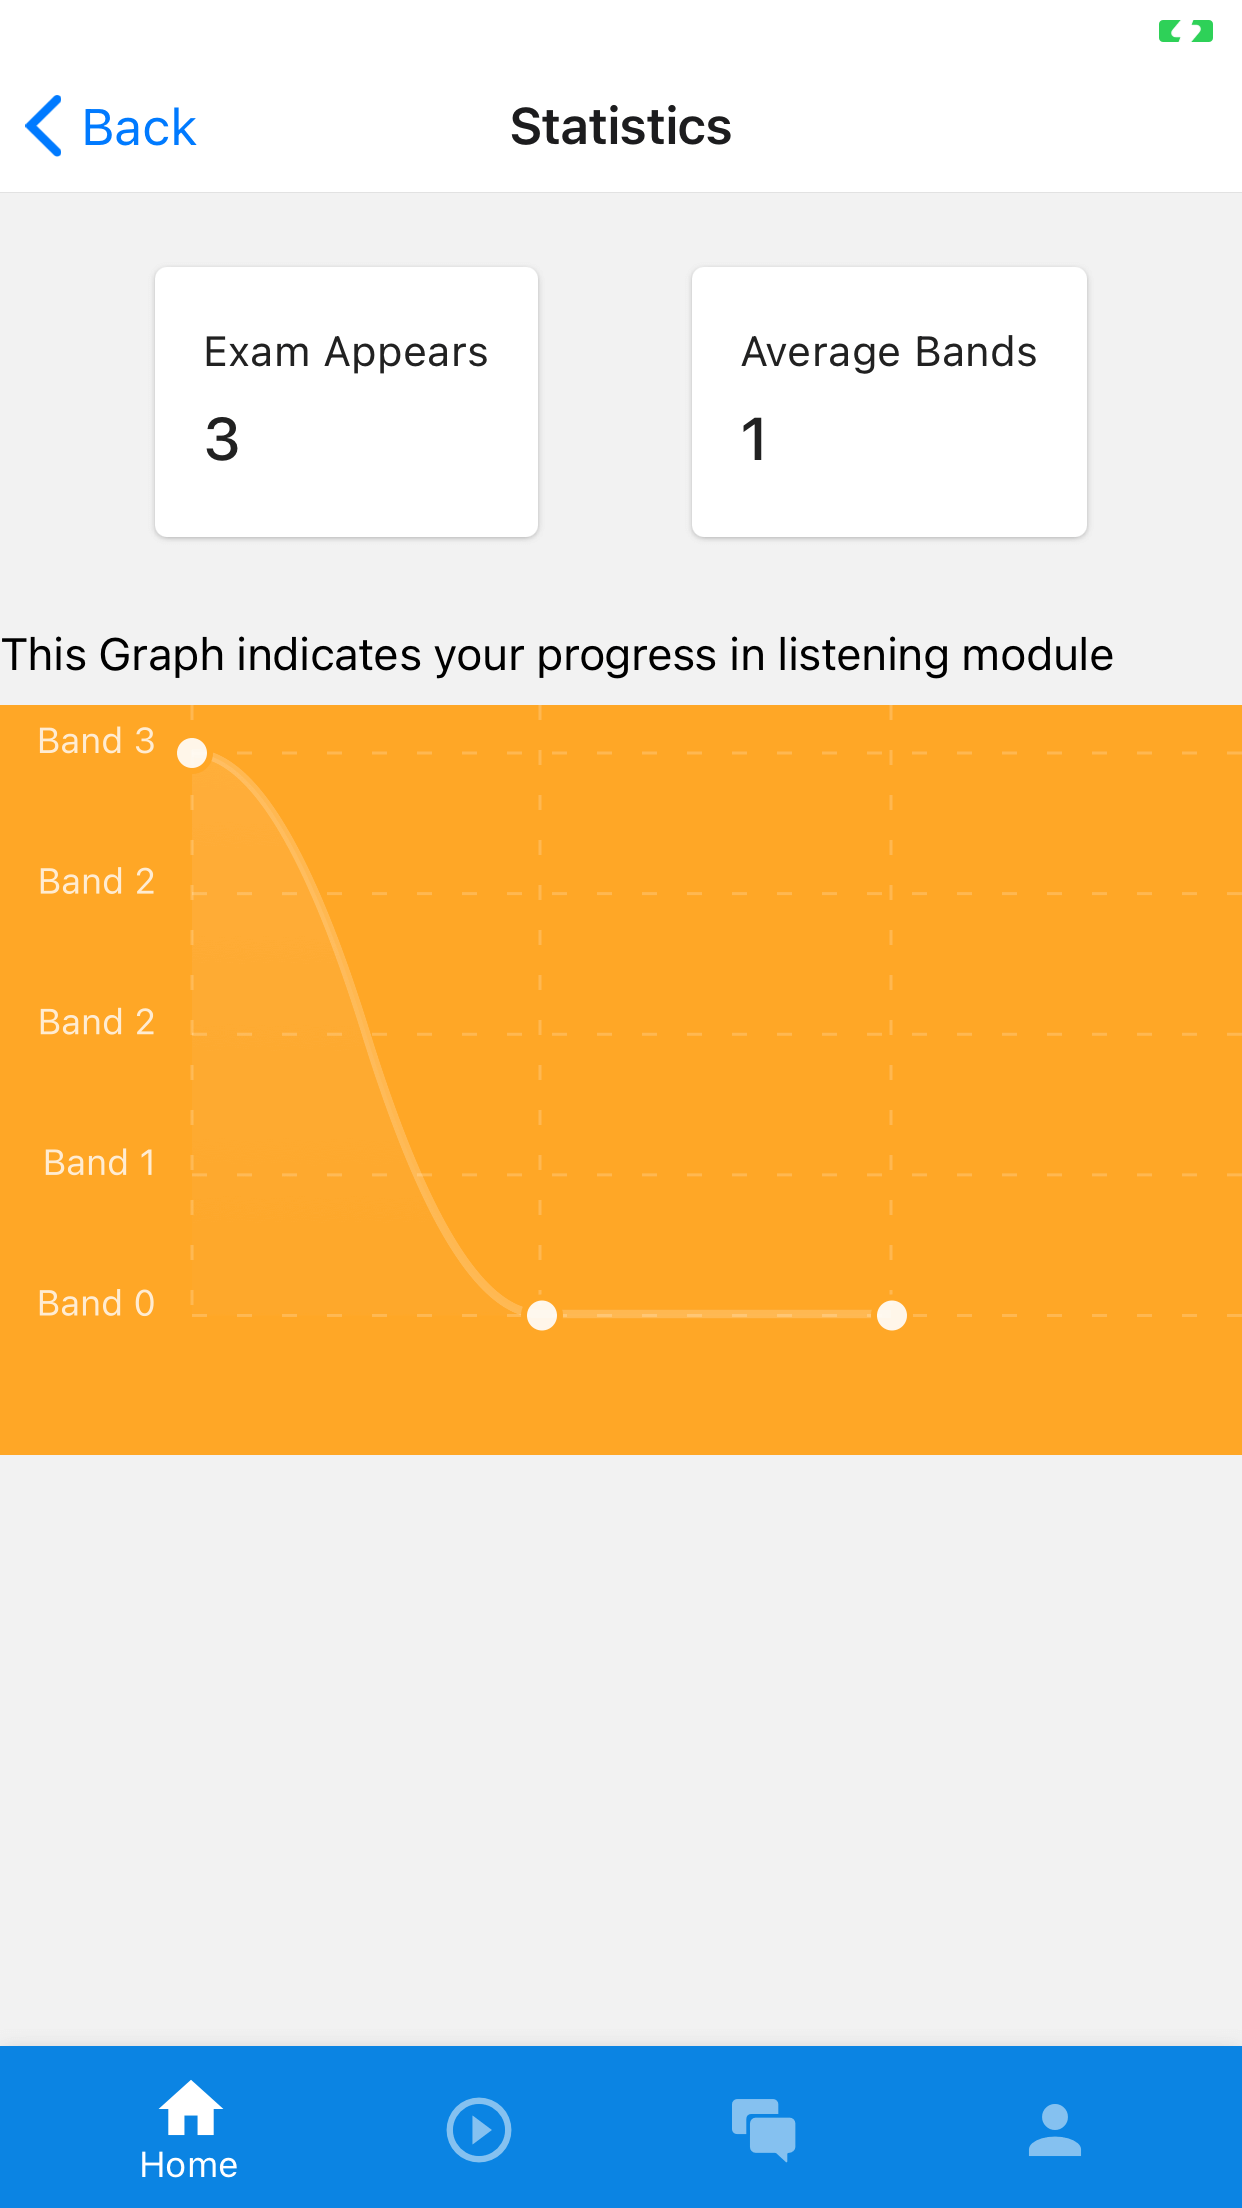 Back
Statistics
Exam Appears
3
Average Bands
1
This Graph indicates your progress in listening module
Band 3
Band 2
Band 2
Band 1
Band 0
Home